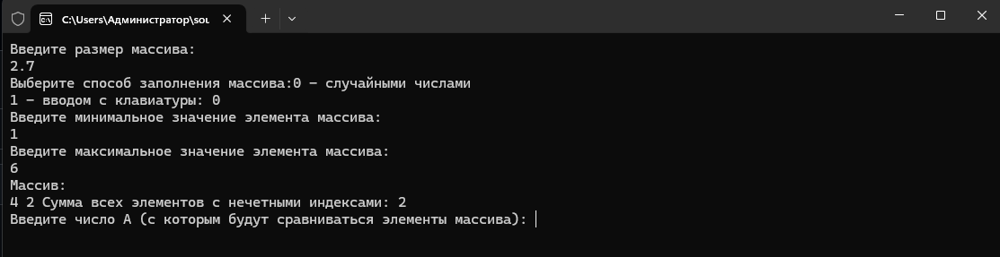 C:\Users\Администратор\sou
Введите размер массива:
2.7
Выберите способ заполнения массива:0 - случайными числами
1 - вводом с клавиатуры: 0
Введите минимальное значение элемента массива:
1
Введите максимальное значение элемента массива:
6
Массив:
4 2 Сумма всех элементов с нечетными индексами: 2
Введите число A (с которым будут сравниваться элементы массива):